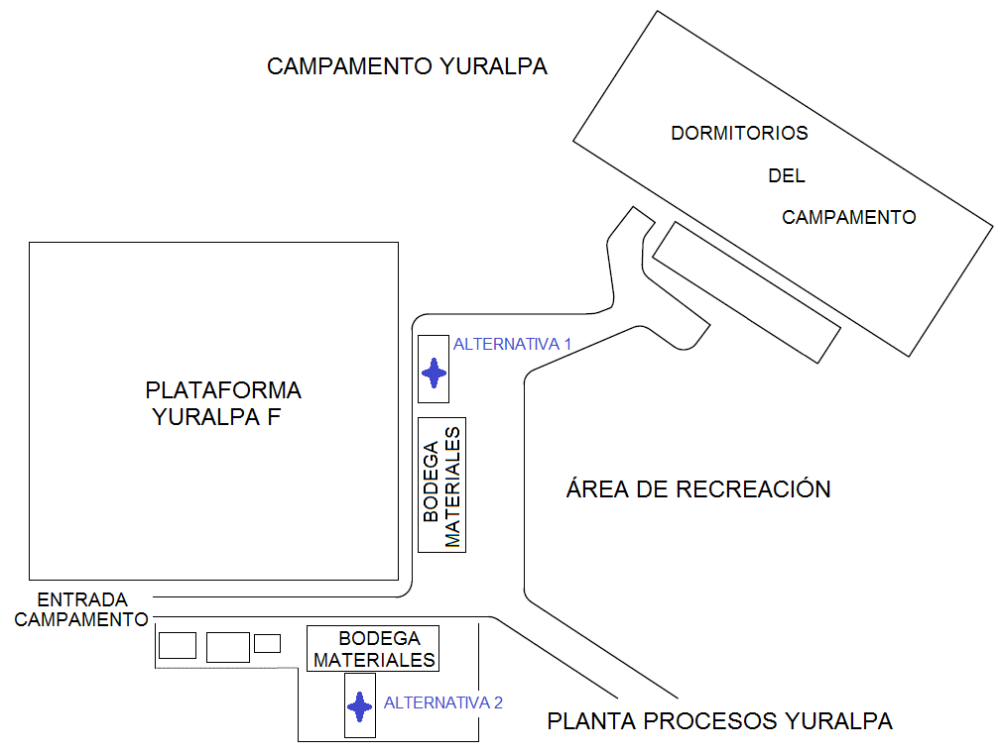 CAMPAMENTO YURALPA
DORMITORIOS
DEL
CAMPAMENTO
ALTERNATIVA 1
PLATAFORMA
YURALPA F
BODEGA
MATERIALES
ÁREA DE RECREACIÓN
ENTRADA
CAMPAMENTO
BODEGA
MATERIALES
ALTERNATIVA 2
PLANTA PROCESOS YURALPA